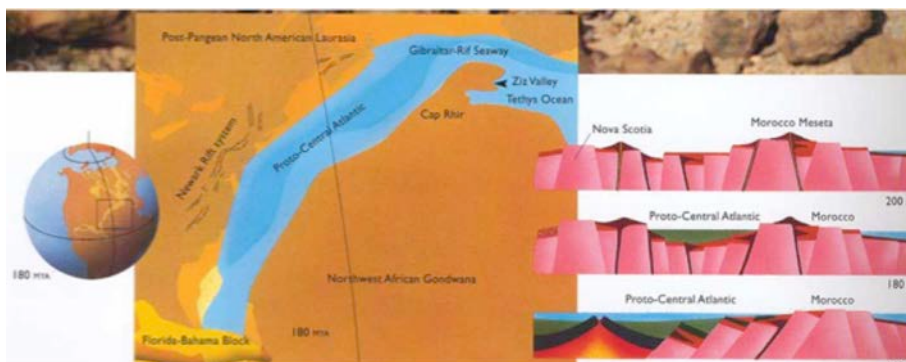 Post-Pangean North American Laurasia
Gibraltar-Rif Seaway
Ziz Valley
Tethys Ocean
Cap Rhir
Proto-Central Atlantic
Newark Rift system
Northwest African Gondwana
Florida-Bahama Block
180 MYA
180 MYA
Nova Scotia
Morocco Meseta
200
Proto-Central Atlantic
Morocco
180
Proto-Central Atlantic
Morocco